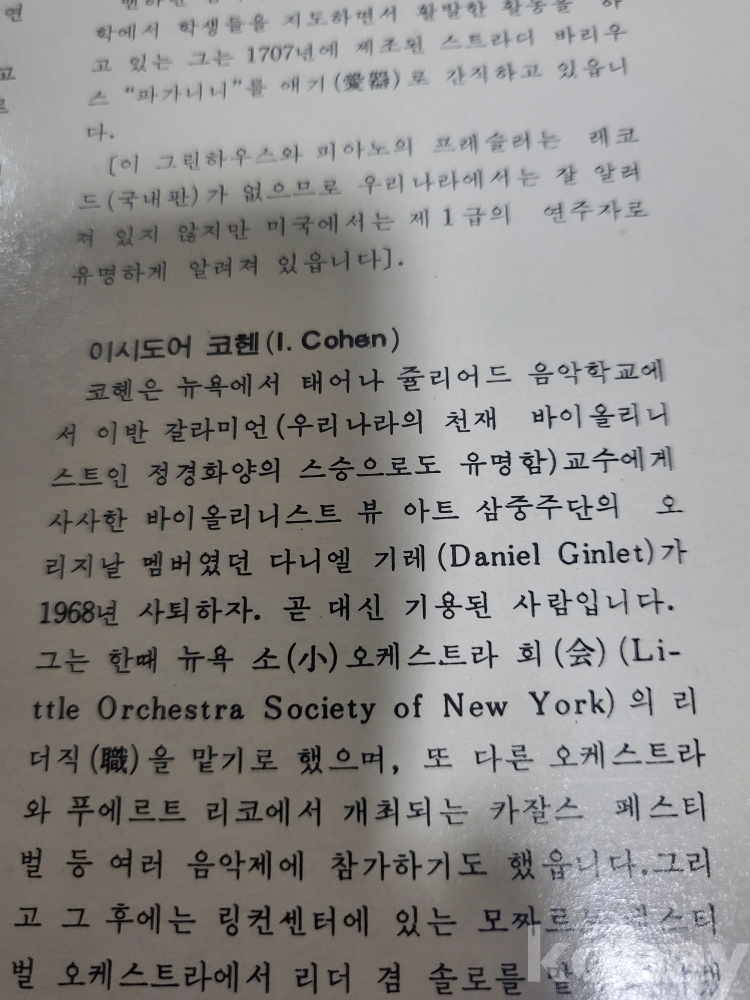 연
학에서 학생들을 지도하면서 활발한 활동을 하
고 있는 그는 1707년에 제조된 스트라디 바리우
고
스 "파가니니"를 애기(愛器)로 간직하고 있읍니
다.
[이 그린하우스와 피아노의 프레슬러는 레코
드(국내판)가 없으므로 우리나라에서는 잘 알려
져 있지 않지만 미국에서는 제1급의 연주자로
유명하게 알려져 있읍니다].
이시도어 코헨(I. Cohen)
코헨은 뉴욕에서 태어나 쥴리어드 음악학교에
서 이반 갈라미언(우리나라의 천재 바이올리니
스트인 정경화양의 스승으로도 유명함)교수에게
사사한 바이올리니스트 뷰 아트 삼중주단의 오
리지날 멤버였던 다니엘 기레(Daniel Ginlet)가
1968년 사퇴하자. 곧 대신 기용된 사람입니다.
그는 한때 뉴욕 소(小)오케스트라 회(会)(Li-
ttle Orchestra Society of New York)의 리
더직(職)을 맡기로 했으며, 또 다른 오케스트라
와 푸에르트 리코에서 개최되는 카잘스 페스티
벌 등 여러 음악제에 참가하기도 했읍니다.그리
고 그 후에는 링컨센터에 있는 모짜르트 페스티
벌 오케스트라에서 리더 겸 솔로를